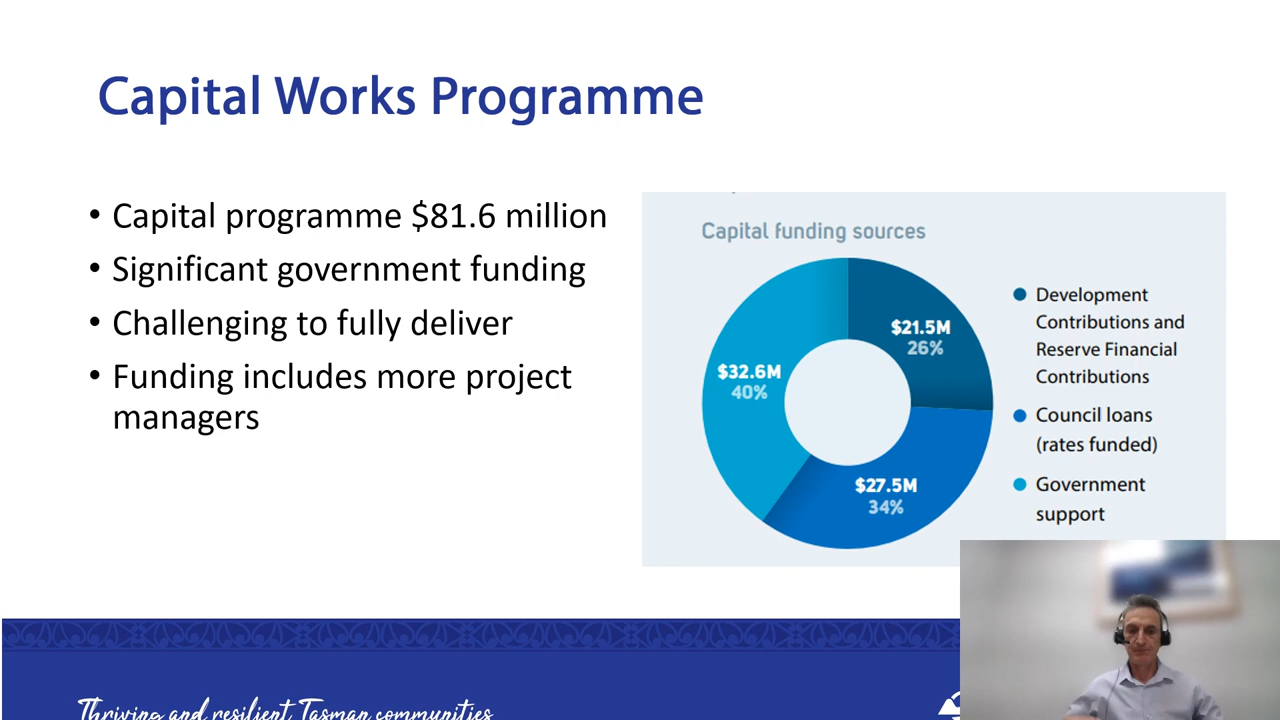 Capital Works Programme
• Capital programme $81.6 million
• Significant government funding
• Challenging to fully deliver
• Funding includes more project
managers
Capital funding sources
$21.5M
26%
$32.6M
40%
$27.5M
34%
Development
Contributions and
Reserve Financial
Contributions
Council loans
(rates funded)
Government
support
Thriving and resilient Tasman communities